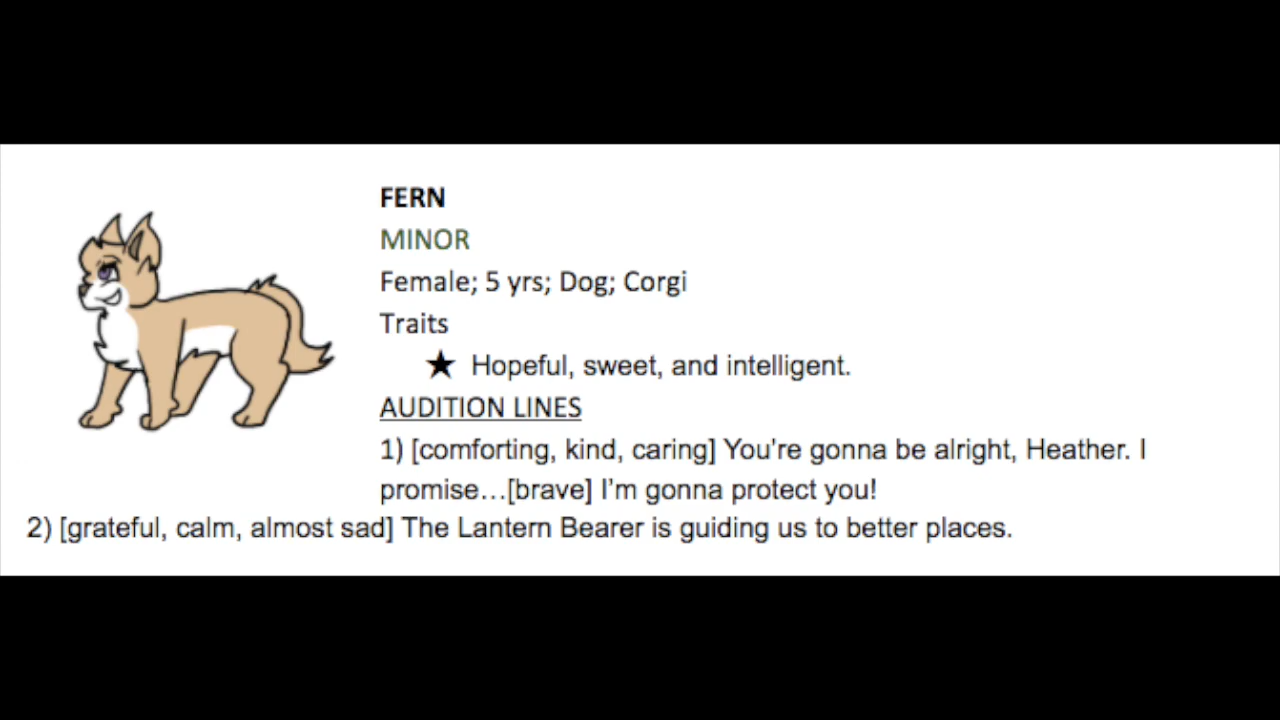 FERN
MINOR
Female; 5 yrs; Dog; Corgi
Traits
★ Hopeful, sweet, and intelligent.
AUDITION LINES
1) [comforting, kind, caring] You're gonna be alright, Heather. I
promise…[brave] I’m gonna protect you!
2) [grateful, calm, almost sad] The Lantern Bearer is guiding us to better places.